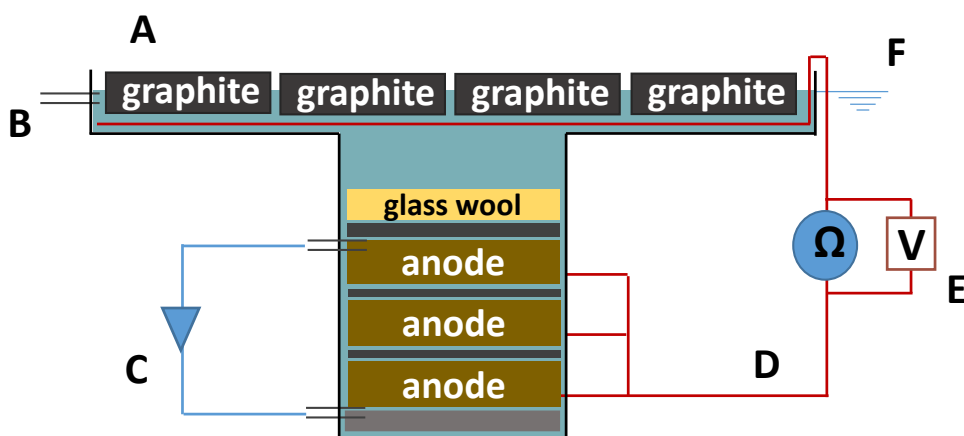 A
F
graphite graphite graphite graphite
B
glass wool
Ω V
anode
E
anode
C
D
anode